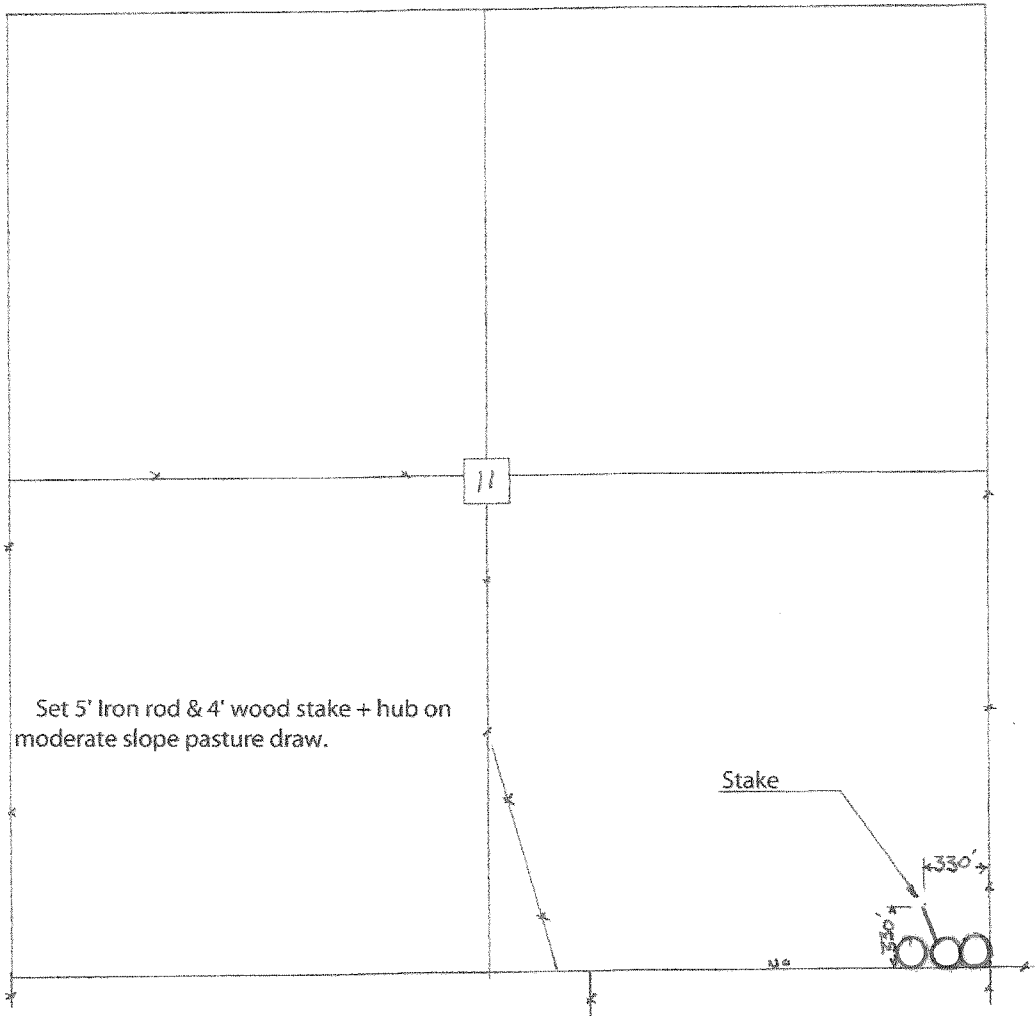 11
Set 5' Iron rod & 4' wood stake + hub on
moderate slope pasture draw.
Stake
330'
330'